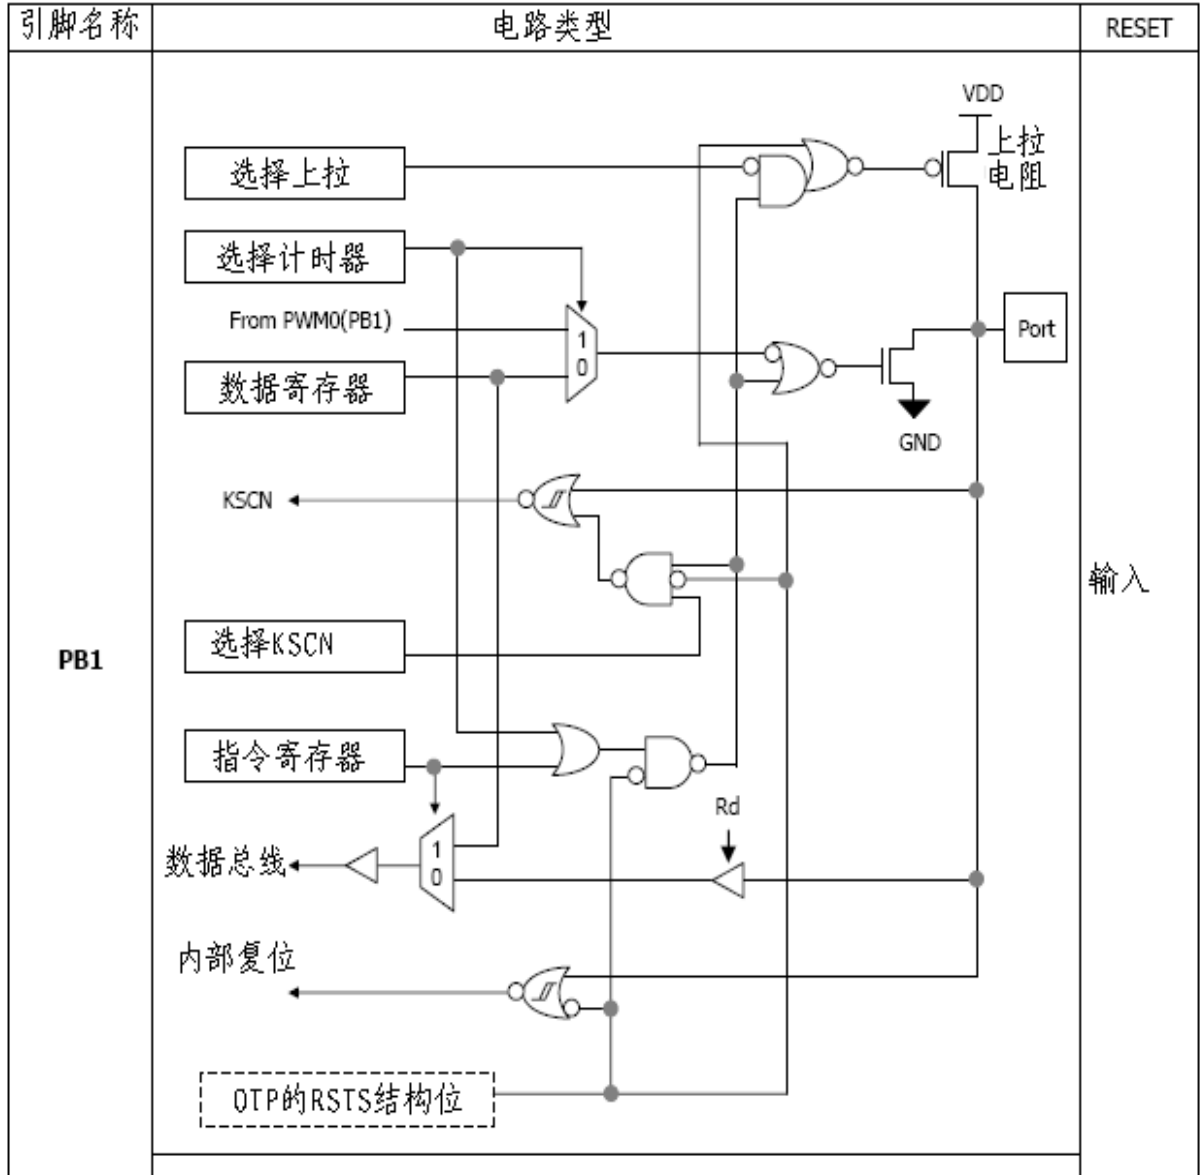 引脚名称
电路类型
RESET
PB1
输入
VDD
上拉
电阻
选择上拉
选择计时器
From PWM0(PB1)
1
0
数据寄存器
Port
GND
KSCN
选择KSCN
指令寄存器
Rd
数据总线
1
0
内部复位
OTP的RSTS结构位